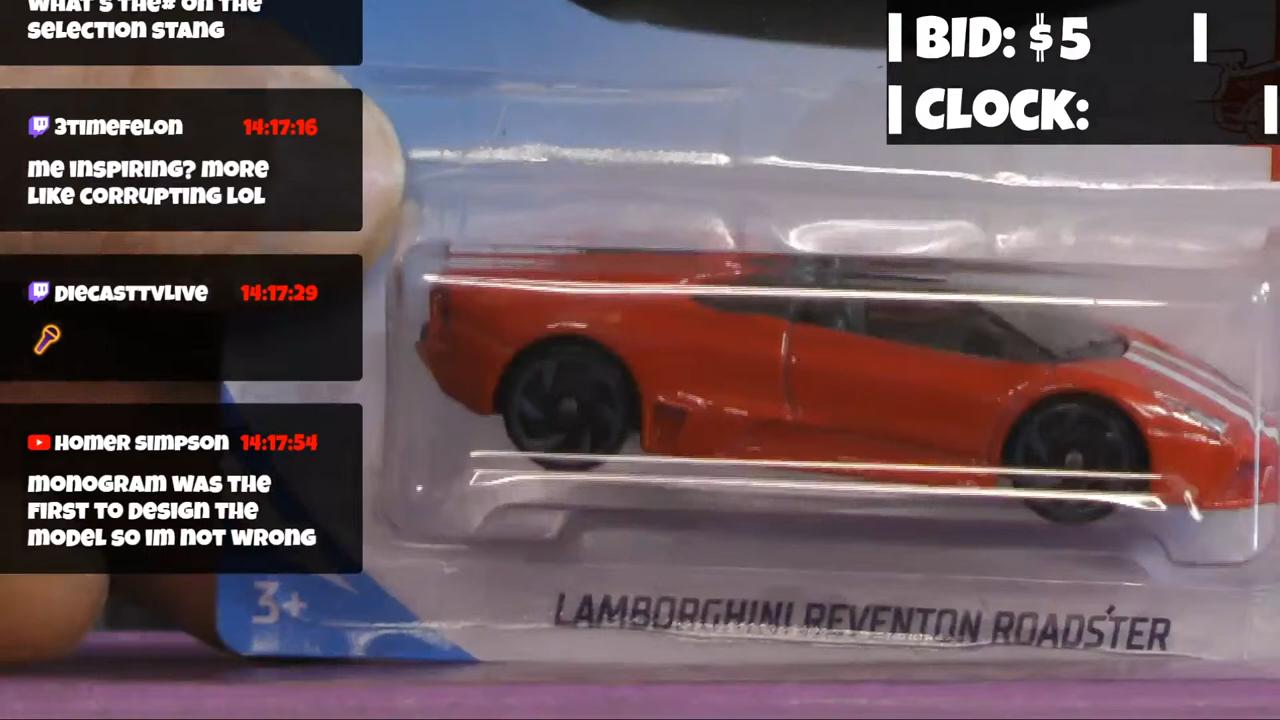 WHAT'S THE# ON THE
SELECTION STANG
3TIMEFELON 14:17:16
ME INSPIRING? MORE
LIKE CORRUPTING LOL
DIECASTTVLIVE 14:17:29
HOMER SIMPSON 14:17:54
MONOGRAM WAS THE
FIRST TO DESIGN THE
MODEL SO IM NOT WRONG
| BID: $5 |
| CLOCK: |
3+
LAMBORGHINI REVENTÓN ROADSTER